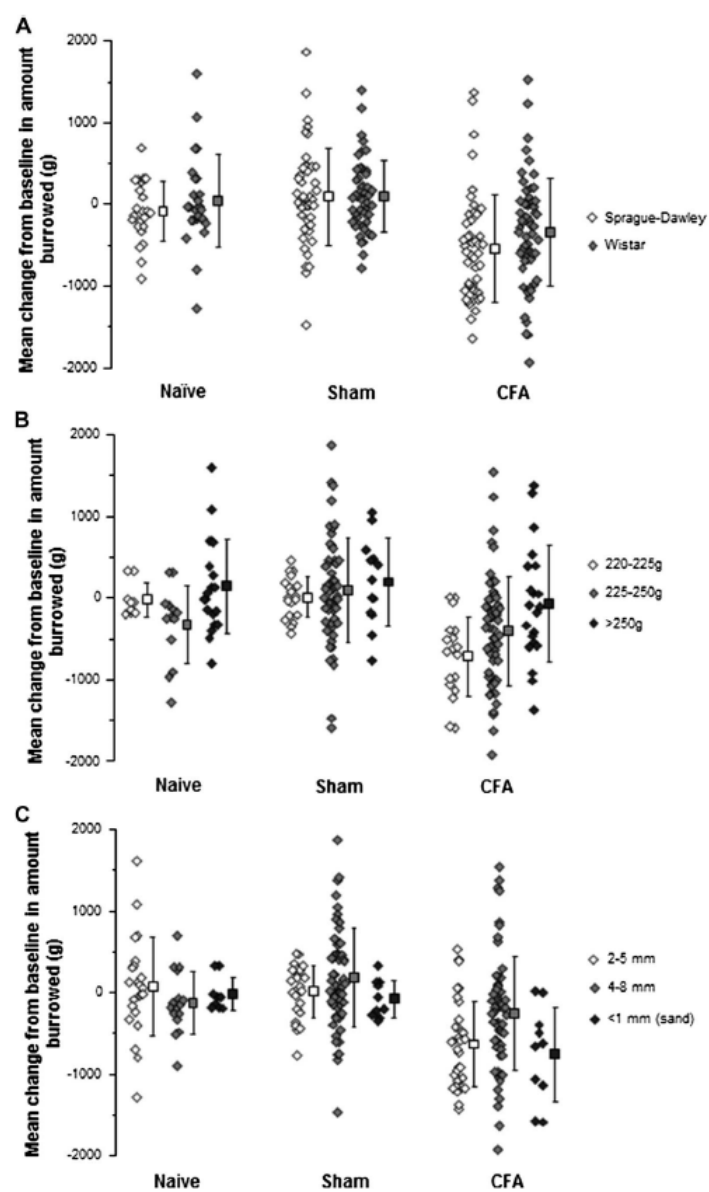 A
Mean change from baseline in amount
burrowed (g)
2000
1000
0
-1000
-2000
Naïve
Sham
CFA
Sprague-Dawley
Wistar
B
Mean change from baseline in amount
burrowed (g)
2000
1000
0
-1000
-2000
Naive
Sham
CFA
220-225g
225-250g
>250g
C
Mean change from baseline in amount
burrowed (g)
2000
1000
0
-1000
-2000
Naive
Sham
CFA
2-5 mm
4-8 mm
<1 mm (sand)